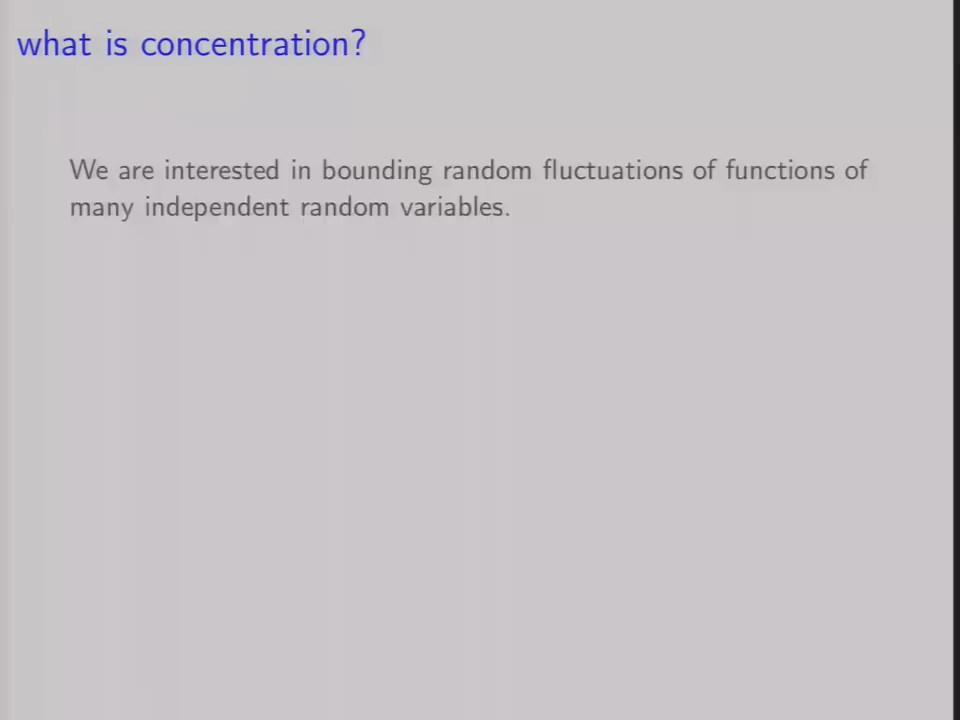 what is concentration?
We are interested in bounding random fluctuations of functions of
many independent random variables.